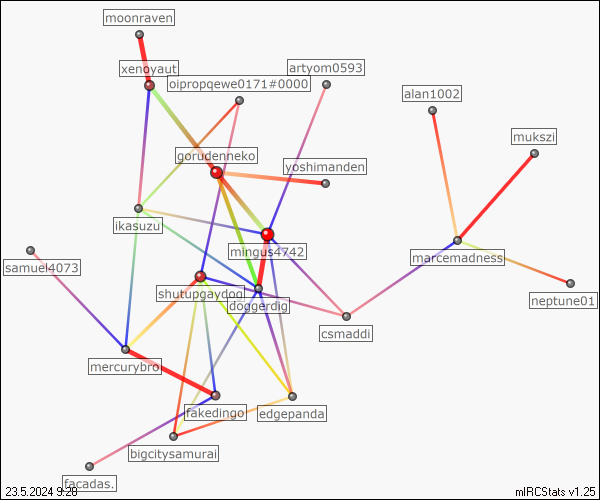 moonraven
xenoyaut
artyom0593
oipropqewe0171#0000
alan1002
mukszi
gorudenneko
yoshimanden
ikasuzu
mingus4742
marcemadness
samuel4073
shutupgaydog
doggerdig
neptune01
csmaddi
mercurybro
fakedingo
edgepanda
bigcitysamurai
facadas.
23.5.2024 9:28
mIRCStats v1.25